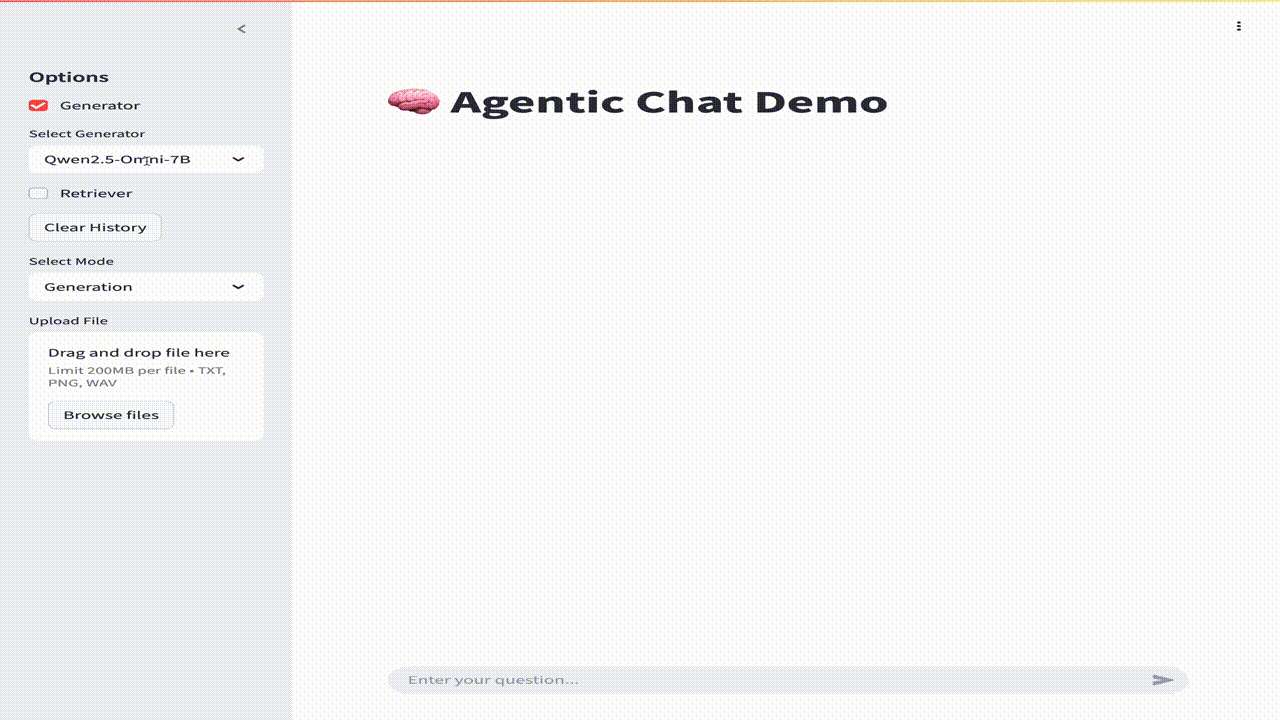 <
Options
Generator
Select Generator
Qwen2.5-Omni-7B
Retriever
Clear History
Select Mode
Generation
Upload File
Drag and drop file here
Limit 200MB per file • TXT,
PNG, WAV
Browse files
Agentic Chat Demo
Enter your question...